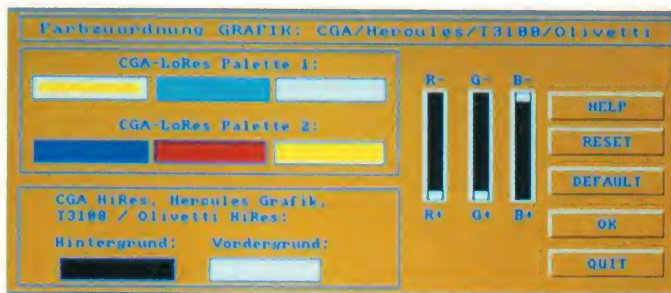 Farbzuordnung GRAFIK: CGA/Hercules/T3100/Olivetti
CGA-LoRes Palette 1:
CGA-LoRes Palette 2:
CGA HiRes, Hercules Grafik,
T3100 / Olivetti HiRes:
Hintergrund: Vordergrund:
R- G- B-
R+ G+ B+
HELP
RESET
DEFAULT
OK
QUIT